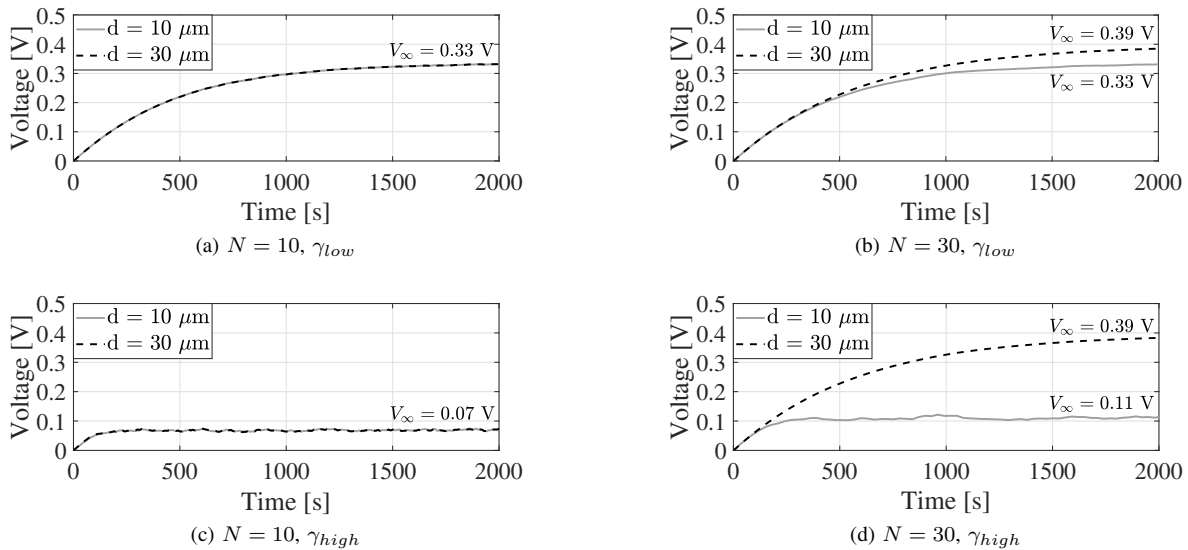 0.5
d = 10 μm
V∞ = 0.33 V
0.4
d = 30 μm
0.3
0.2
0.1
0
Voltage [V]
0 500 1000 1500 2000
Time [s]
(a) N = 10, γlow
0.5
d = 10 μm
V∞ = 0.39 V
0.4
d = 30 μm
0.3
V∞ = 0.33 V
0.2
0.1
0
Voltage [V]
0 500 1000 1500 2000
Time [s]
(b) N = 30, γlow
0.5
d = 10 μm
0.4
d = 30 μm
0.3
0.2
V∞ = 0.07 V
0.1
0
Voltage [V]
0 500 1000 1500 2000
Time [s]
(c) N = 10, γhigh
0.5
d = 10 μm
V∞ = 0.39 V
0.4
d = 30 μm
0.3
0.2
V∞ = 0.11 V
0.1
0
Voltage [V]
0 500 1000 1500 2000
Time [s]
(d) N = 30, γhigh